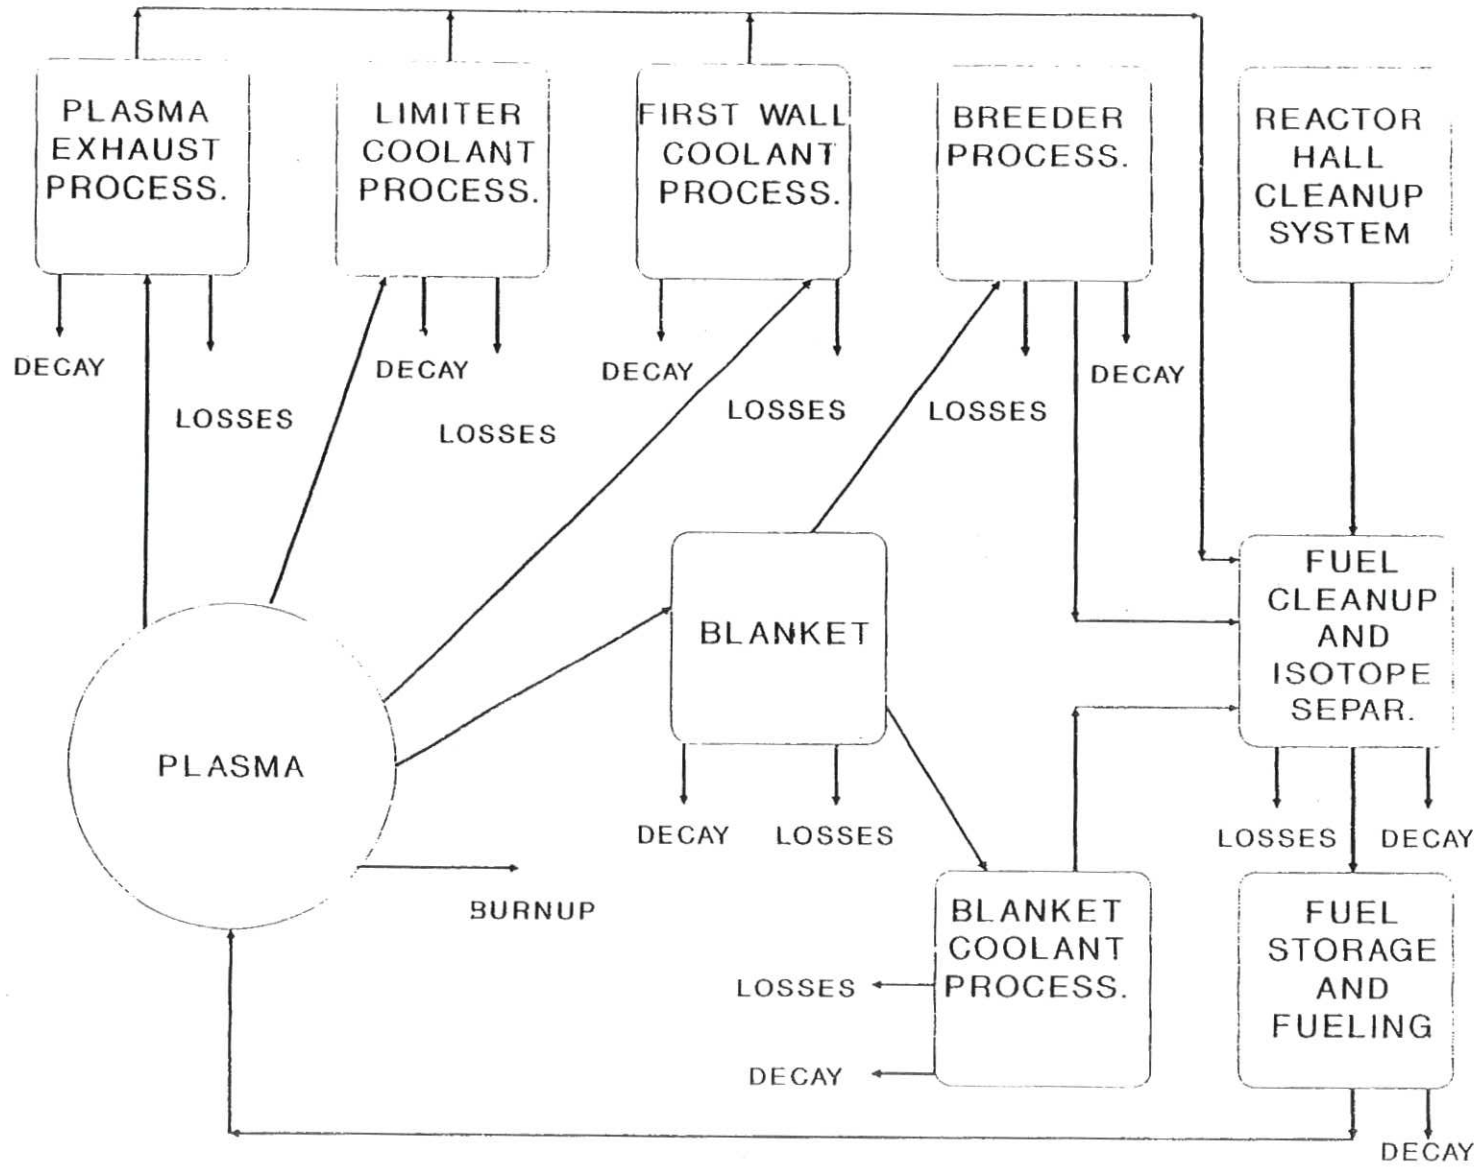 PLASMA
EXHAUST
PROCESS.
LIMITER
COOLANT
PROCESS.
FIRST WALL
COOLANT
PROCESS.
BREEDER
PROCESS.
REACTOR
HALL
CLEANUP
SYSTEM
DECAY
LOSSES
DECAY
LOSSES
DECAY
LOSSES
LOSSES
DECAY
FUEL
CLEANUP
AND
ISOTOPE
SEPAR.
BLANKET
PLASMA
DECAY
LOSSES
LOSSES
DECAY
BURNUP
BLANKET
COOLANT
PROCESS.
FUEL
STORAGE
AND
FUELING
LOSSES
DECAY
DECAY